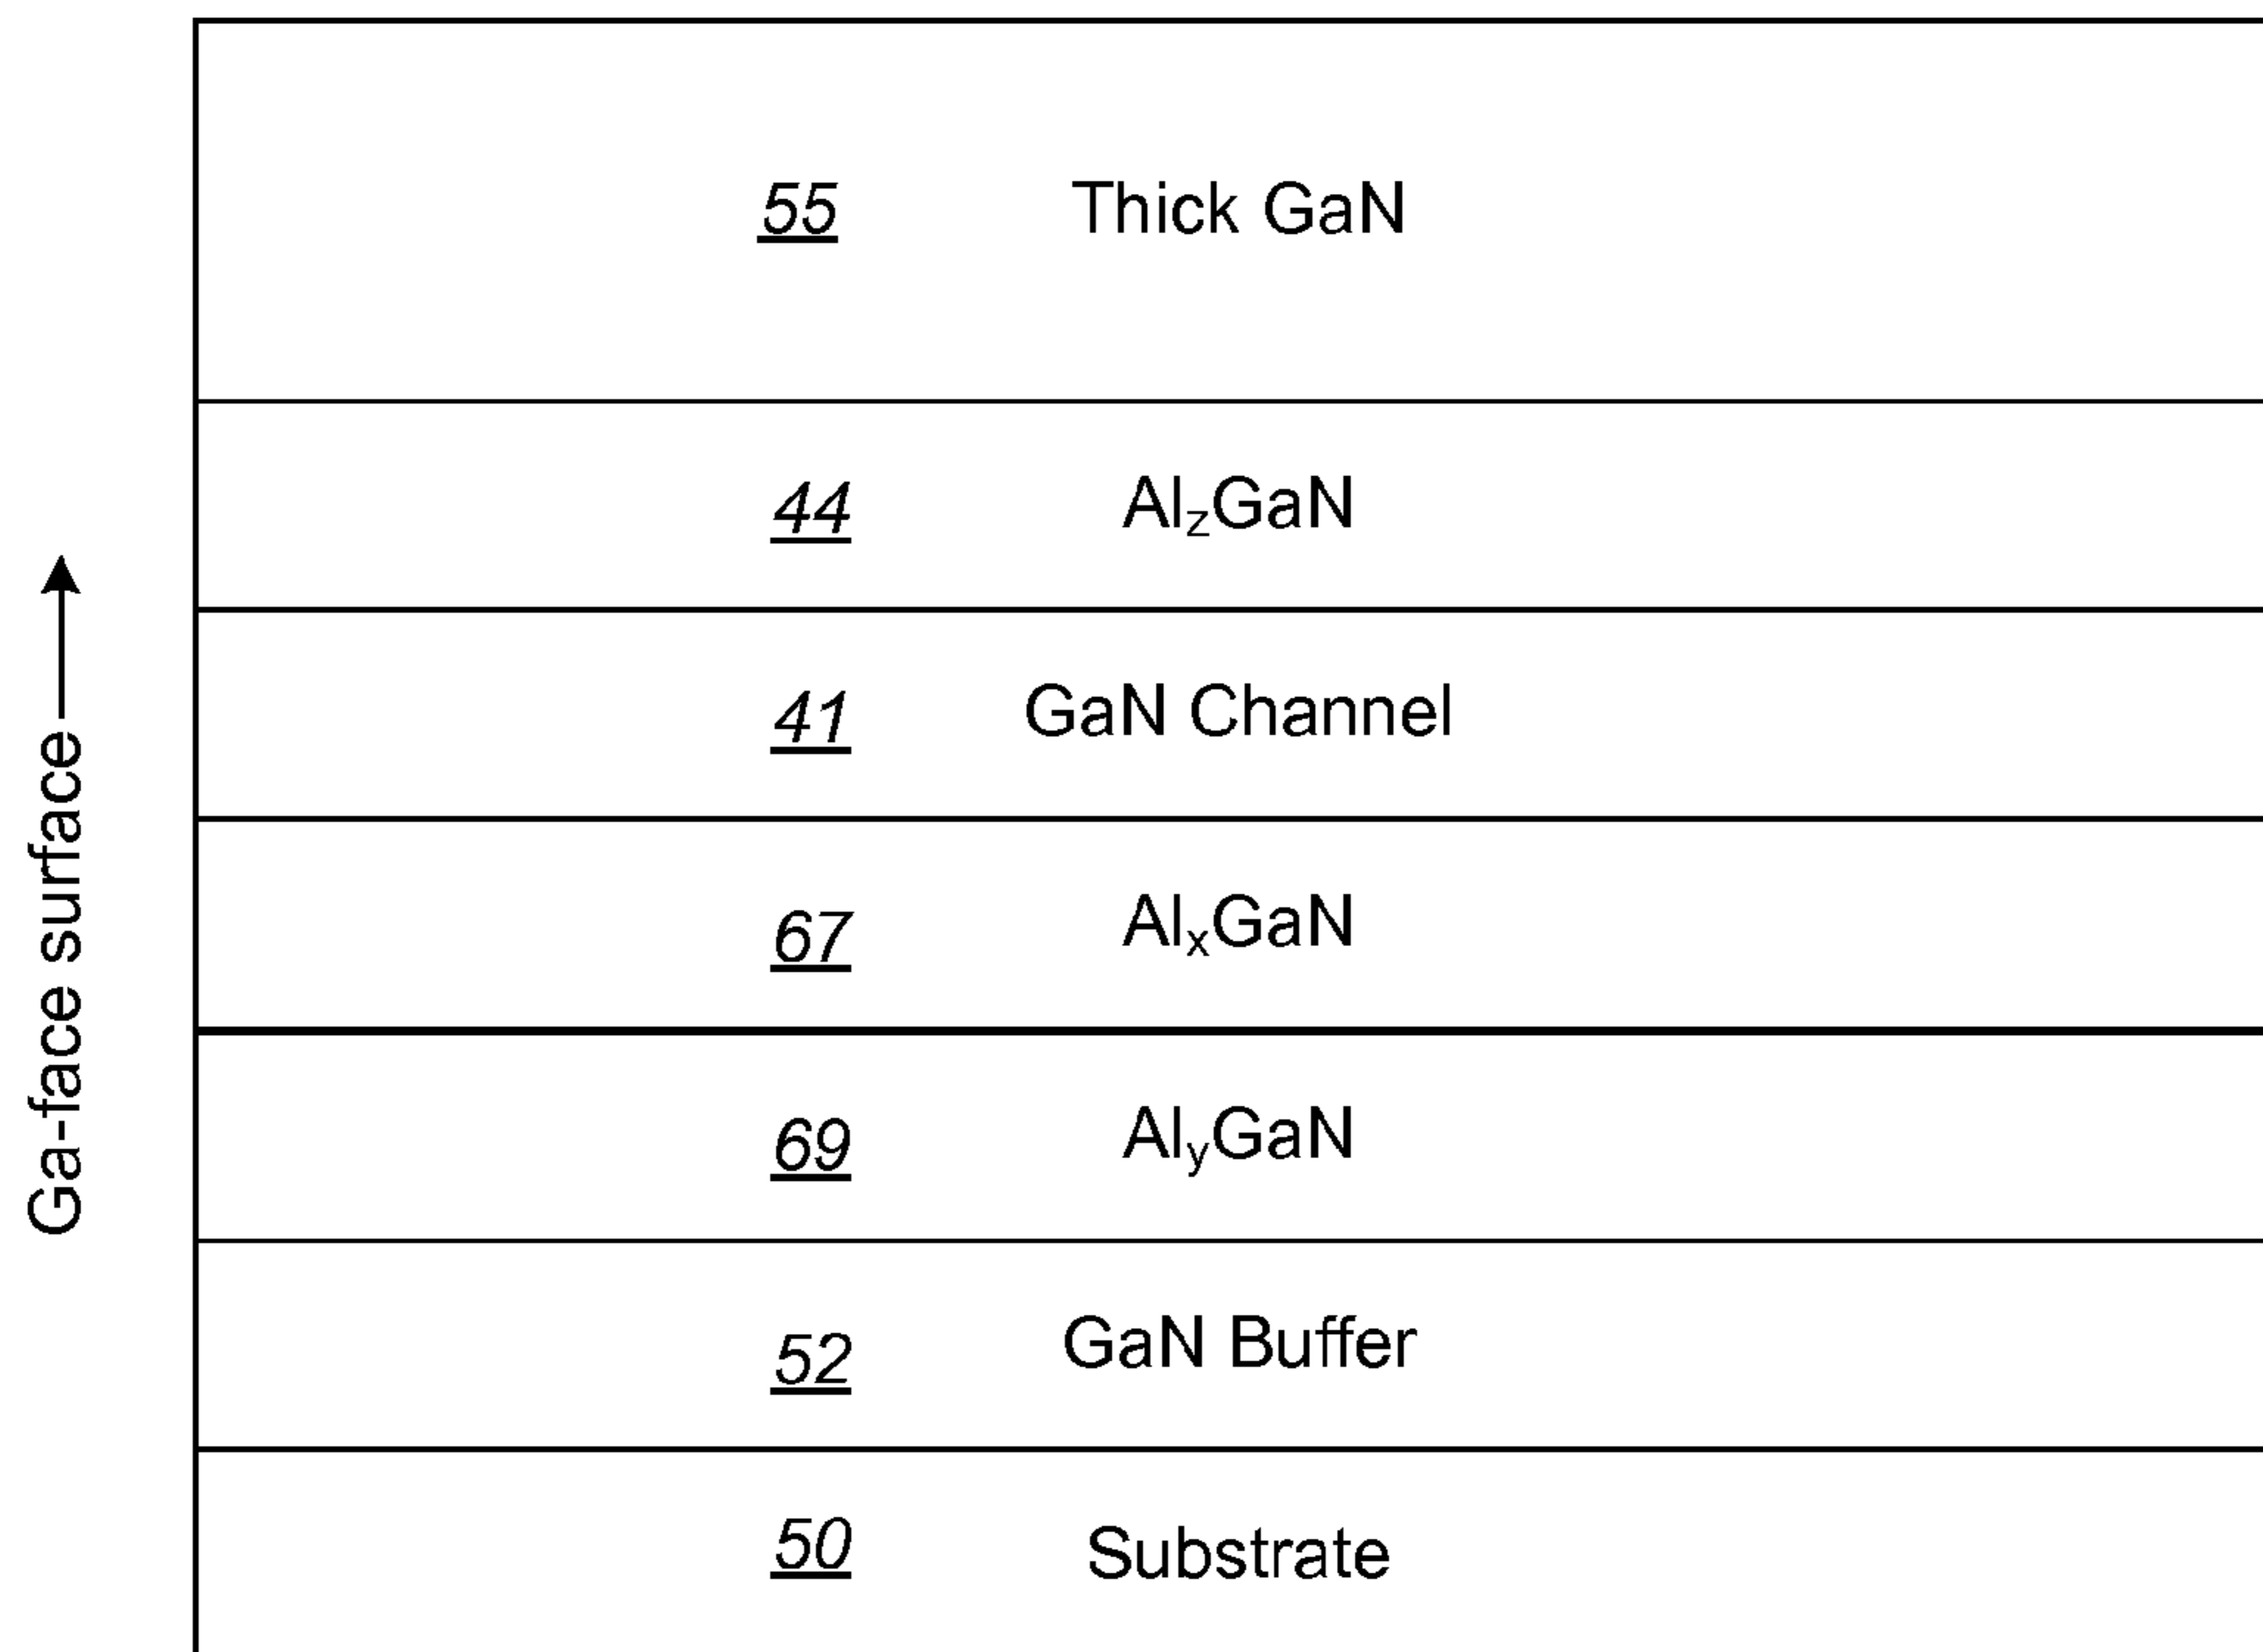 55 Thick GaN
44 AlzGaN
41 GaN Channel
67 AlxGaN
69 AlyGaN
52 GaN Buffer
50 Substrate
Ga-face surface